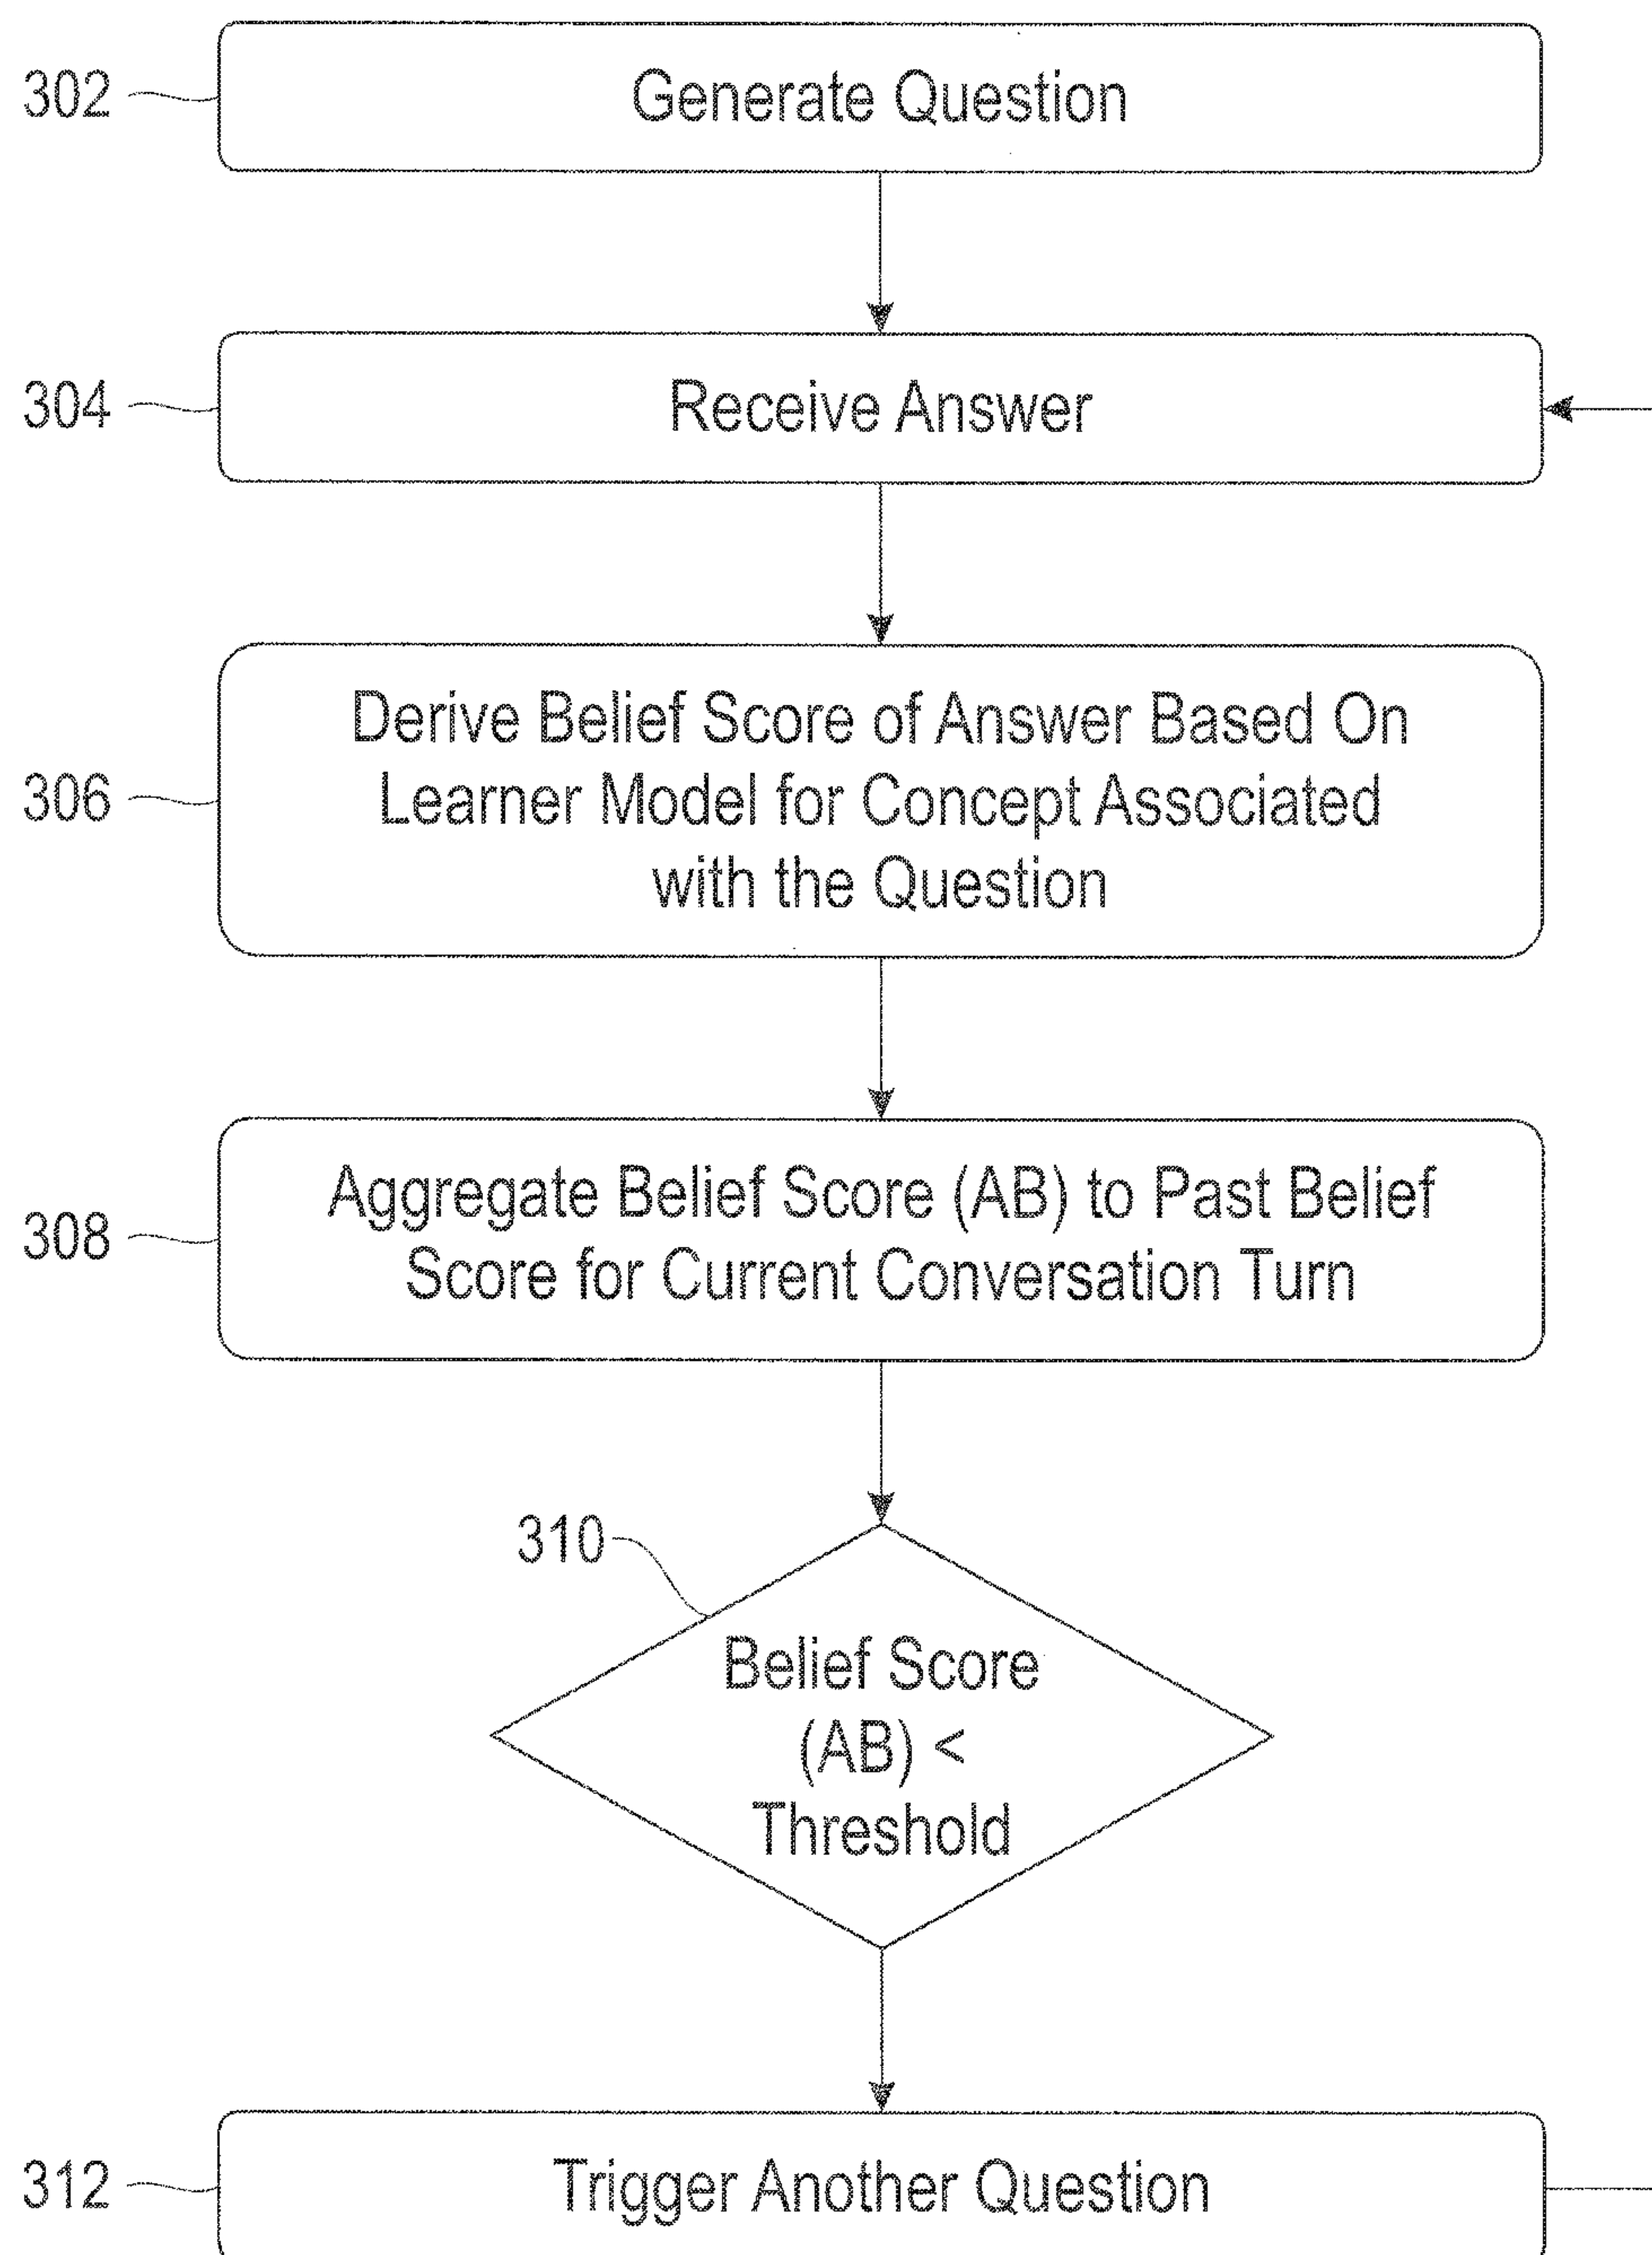 302
Generate Question
304
Receive Answer
306
Derive Belief Score of Answer Based On
Learner Model for Concept Associated
with the Question
308
Aggregate Belief Score (AB) to Past Belief
Score for Current Conversation Turn
310
Belief Score
(AB) <
Threshold
312
Trigger Another Question